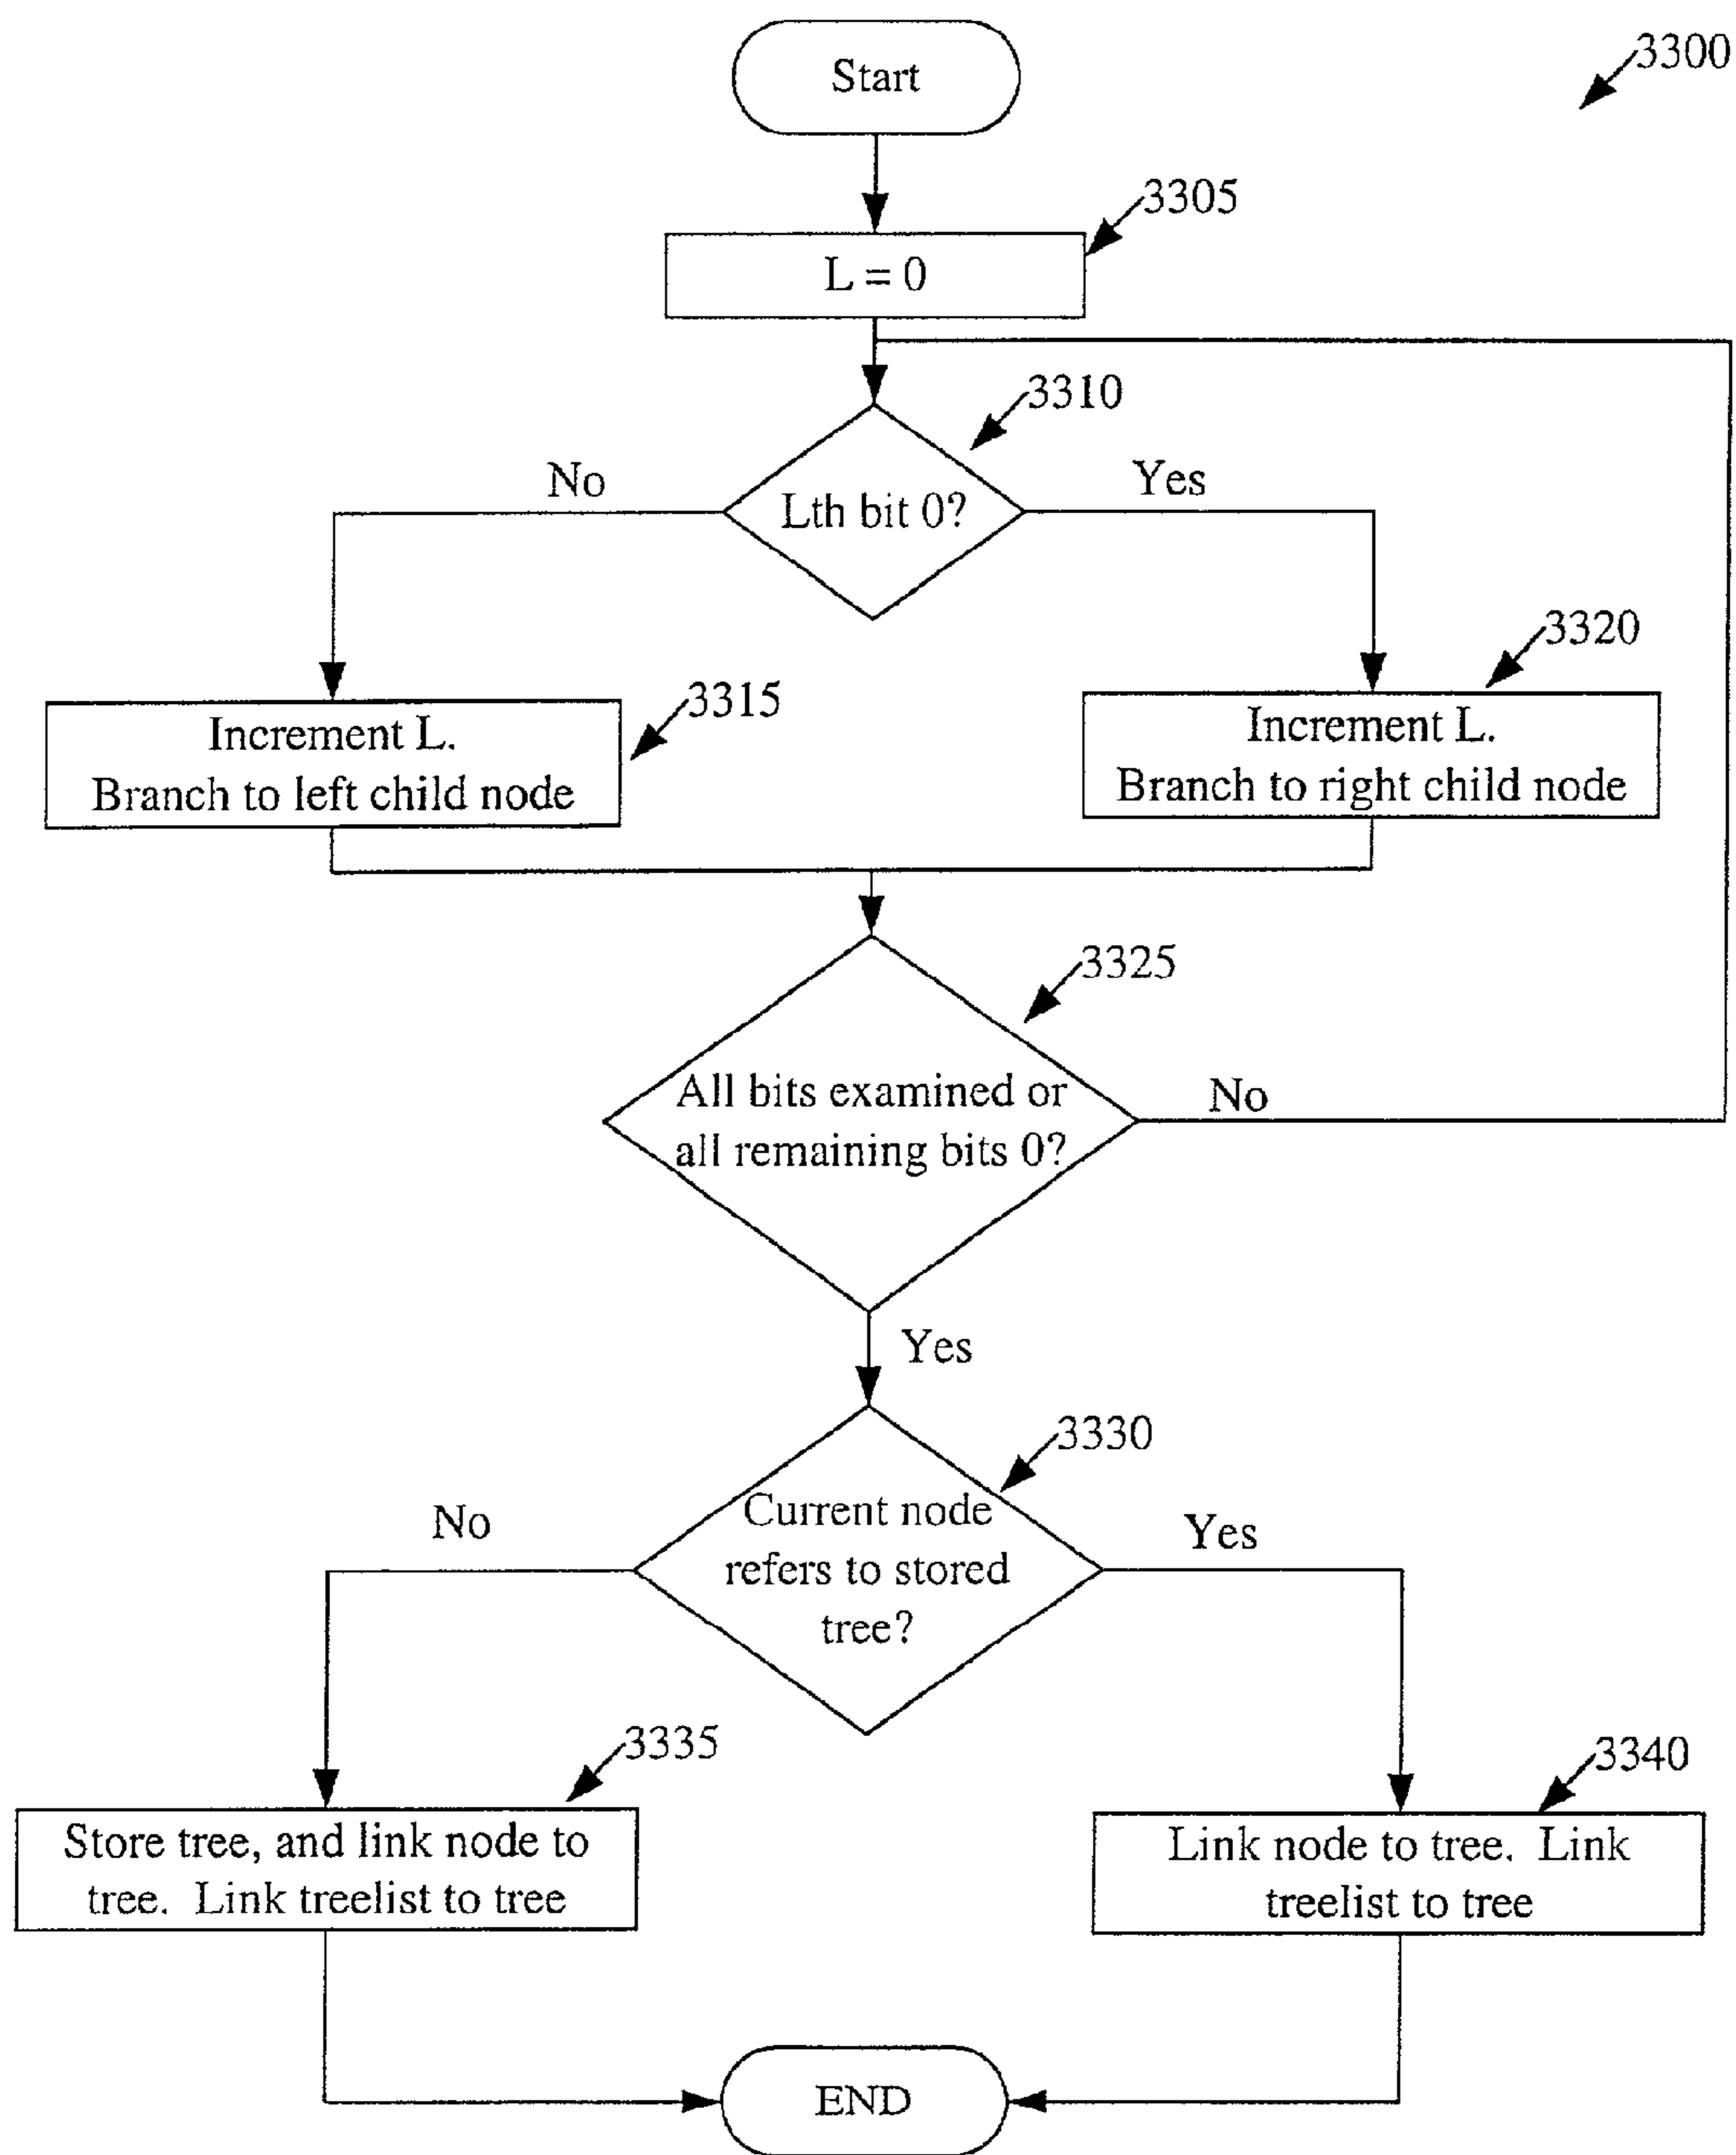 3300
Start
3305
L = 0
3310
No
Yes
Lth bit 0?
3320
3315
Increment L.
Branch to left child node
Increment L.
Branch to right child node
3325
All bits examined or
all remaining bits 0?
No
Yes
3330
No
Yes
Current node
refers to stored
tree?
3335
3340
Store tree, and link node to
tree. Link treelist to tree
Link node to tree. Link
treelist to tree
END